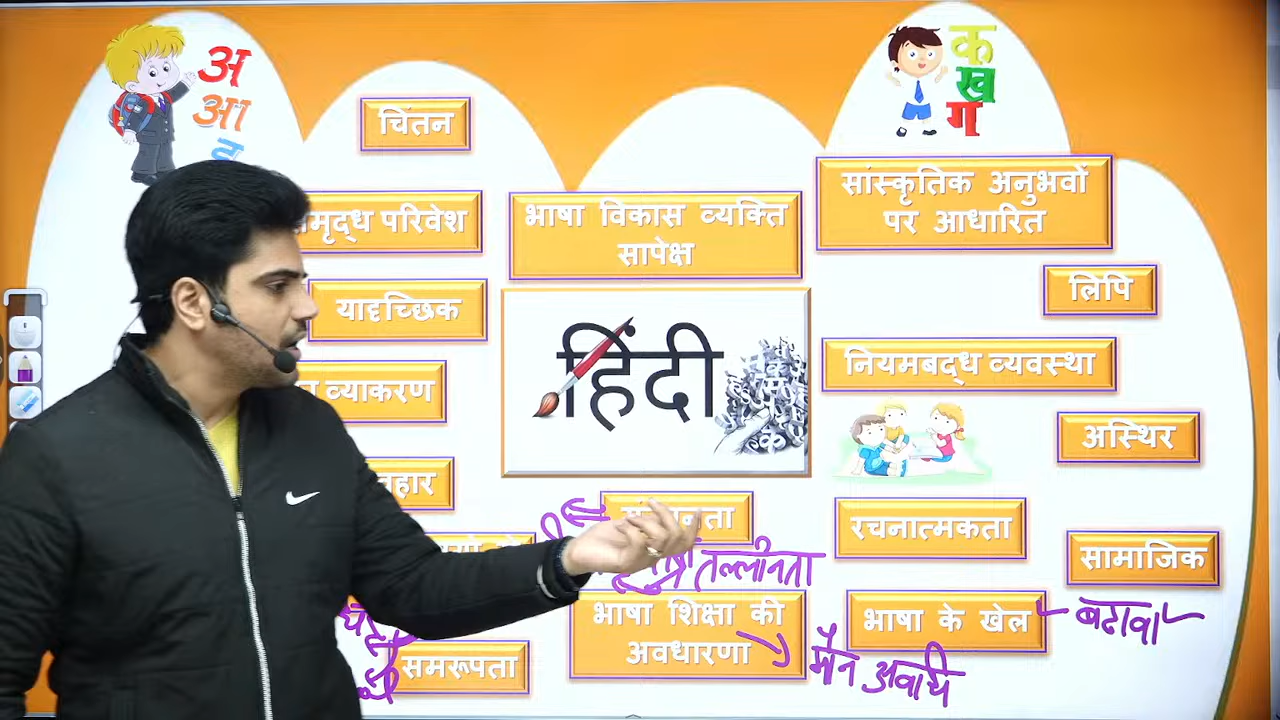 अ
आ
क
ख
ग
चिंतन
समृद्ध परिवेश
भाषा विकास व्यक्ति
सापेक्ष
सांस्कृतिक अनुभवों
पर आधारित
यादृच्छिक
लिपि
हिंदी
नियमबद्ध व्यवस्था
व्याकरण
अस्थिर
रचनात्मकता
तल्लीनता
सामाजिक
भाषा शिक्षा की
अवधारणा
मौन अवधि
भाषा के खेल
बढावा
समरूपता